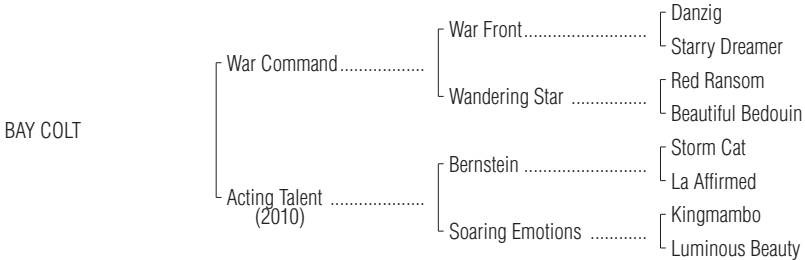 Danzig
War Front........................
Starry Dreamer
War Command.................
Red Ransom
Wandering Star ...............
Beautiful Bedouin
BAY COLT
Storm Cat
Bernstein ........................
La Affirmed
Acting Talent ...................
(2010)
Kingmambo
Soaring Emotions ...........
Luminous Beauty